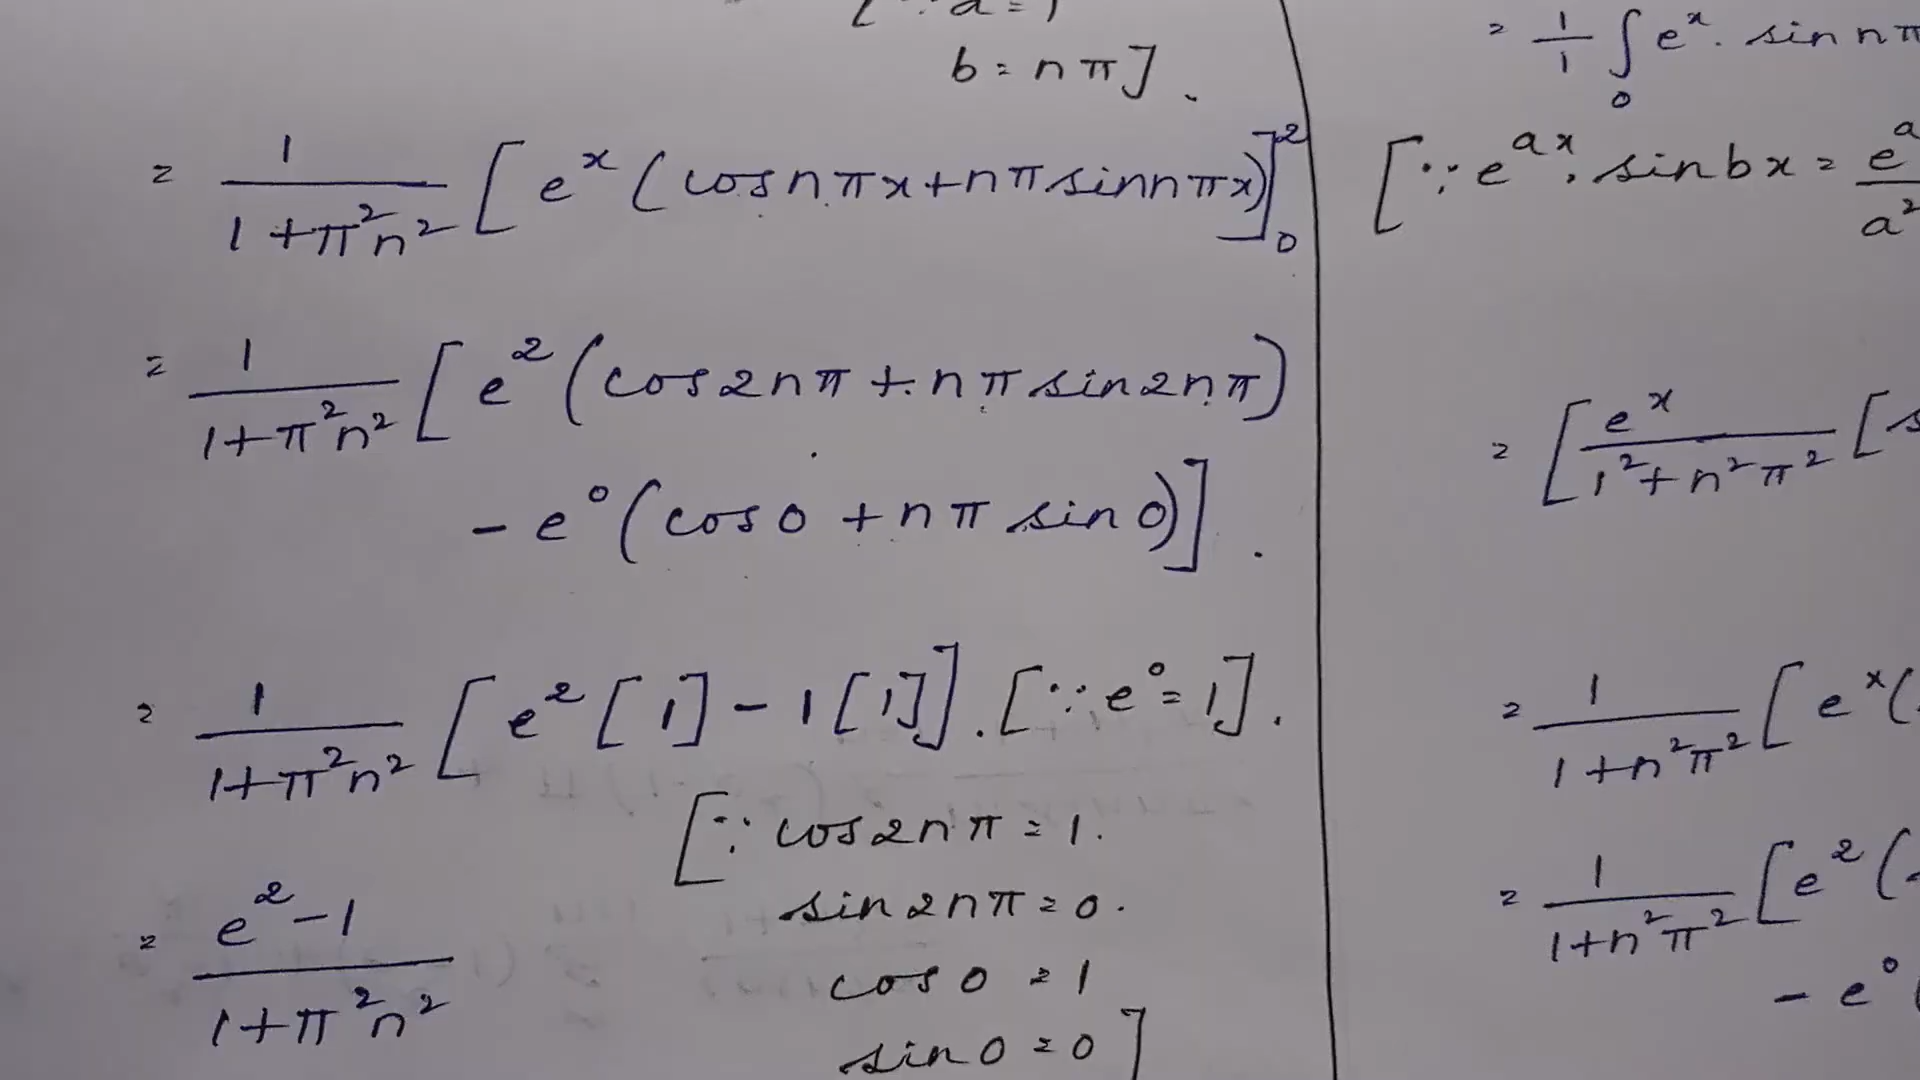 [∵ a = 1
b = nπ].
= 1/(1+π²n²) [e^x (cos nπx + nπ sin nπx)]₀²
= 1/(1+π²n²) [e² (cos 2nπ + nπ sin 2nπ)
- e⁰ (cos 0 + nπ sin 0)].
= 1/(1+π²n²) [e² [1] - 1 [1]]. [∵ e⁰ = 1].
[∵ cos 2nπ = 1.
sin 2nπ = 0.
cos 0 = 1
sin 0 = 0]
= (e² - 1)/(1+π²n²)
= 1/1 ∫₀ e^x. sin nπ
[∵ e^ax. sin bx = e^a/a²
= [e^x/(1²+n²π²) [s
= 1/(1+n²π²) [e^x (
= 1/(1+n²π²) [e² (
- e⁰ (